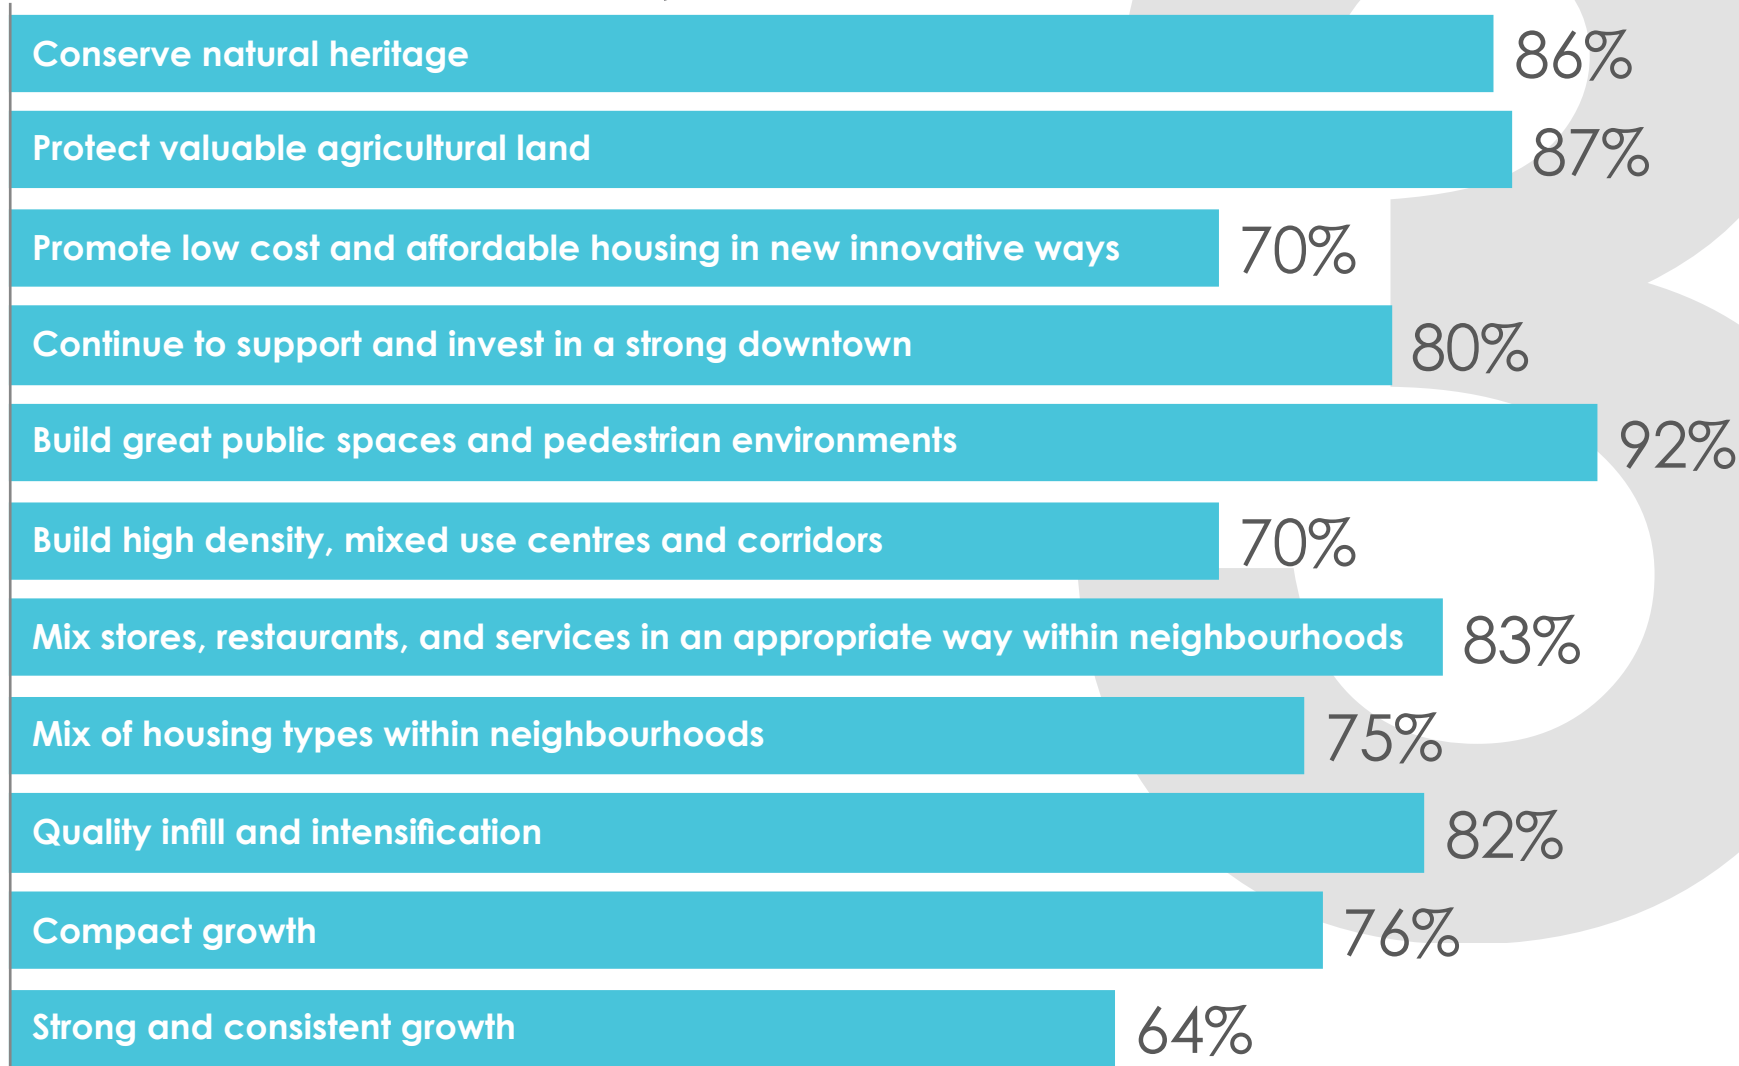 Conserve natural heritage 86%
Protect valuable agricultural land 87%
Promote low cost and affordable housing in new innovative ways 70%
Continue to support and invest in a strong downtown 80%
Build great public spaces and pedestrian environments 92%
Build high density, mixed use centres and corridors 70%
Mix stores, restaurants, and services in an appropriate way within neighbourhoods 83%
Mix of housing types within neighbourhoods 75%
Quality infill and intensification 82%
Compact growth 76%
Strong and consistent growth 64%